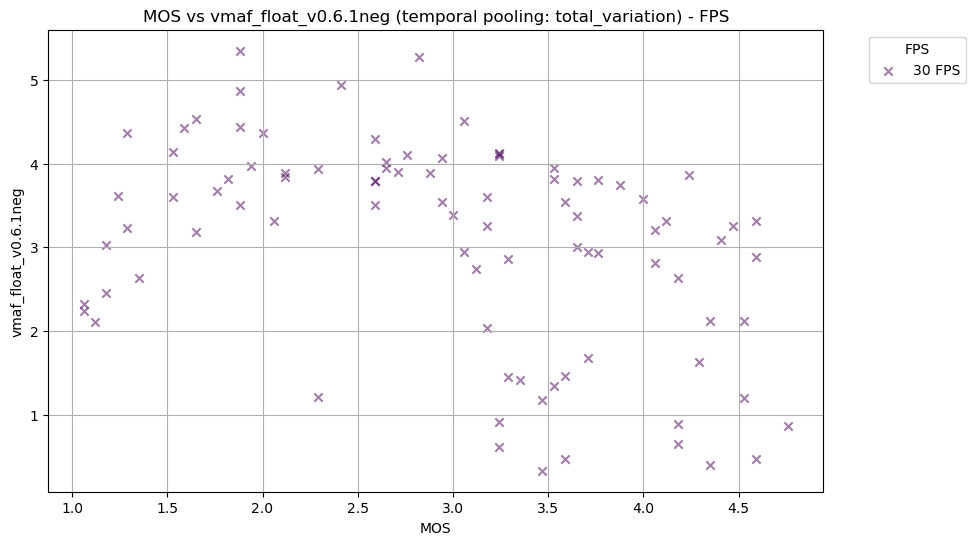 MOS vs vmaf_float_v0.6.1neg (temporal pooling: total_variation) - FPS
FPS
30 FPS
vmaf_float_v0.6.1neg
5
4
3
2
1
1.0 1.5 2.0 2.5 3.0 3.5 4.0 4.5
MOS